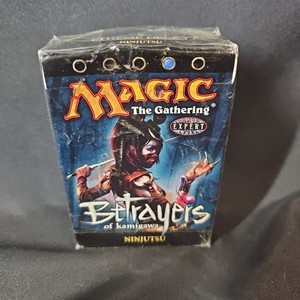 MAGIC
The Gathering®
EXPERT
Betrayers
of kamigawa
NINJUTSU